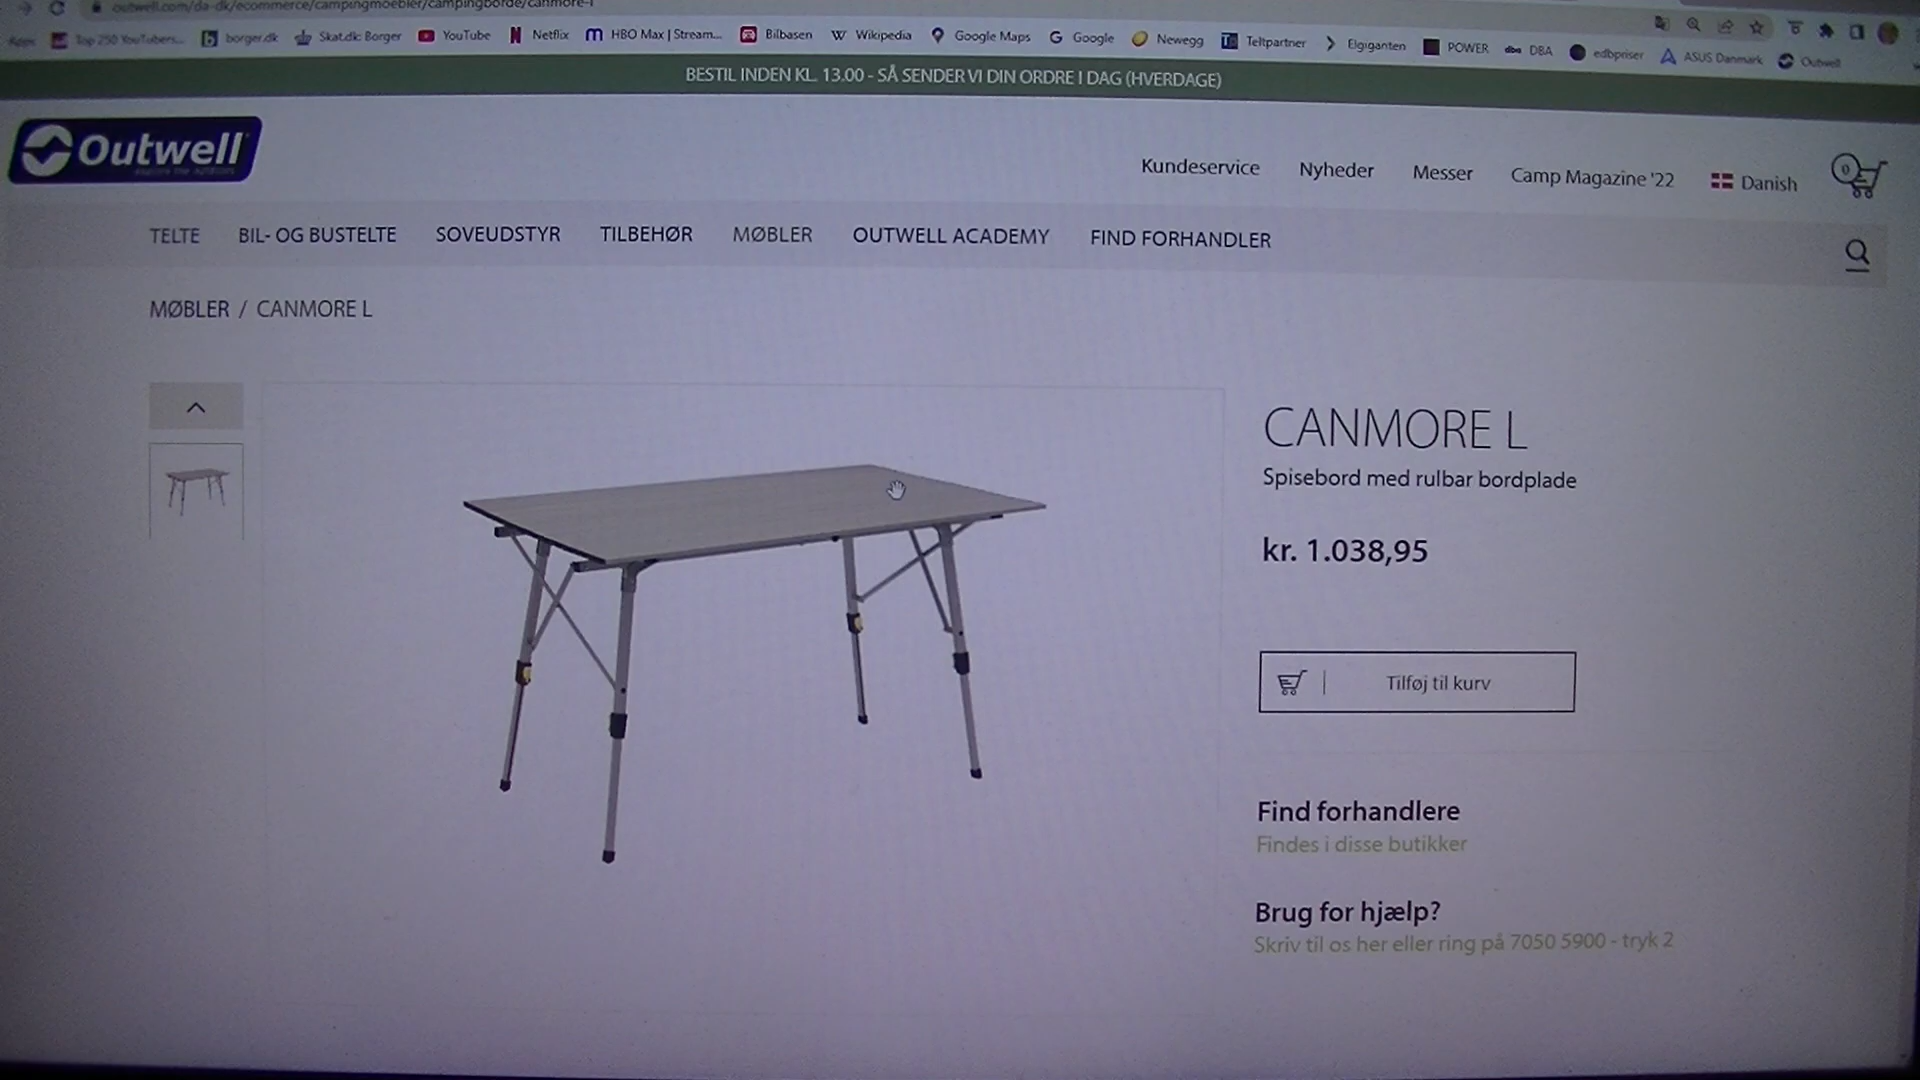 outwell.com/da-dk/ecommerce/campingmoebler/campingborde/canmore-l
Apps Top 250 YouTubers... borger.dk Skat.dk: Borger YouTube Netflix HBO Max | Stream... Bilbasen Wikipedia Google Maps Google Newegg Teltpartner Elgiganten POWER DBA edbpriser ASUS Danmark Outwell
BESTIL INDEN KL. 13.00 - SÅ SENDER VI DIN ORDRE I DAG (HVERDAGE)
Outwell
explore the outdoors
Kundeservice Nyheder Messer Camp Magazine '22 Danish 0
TELTE BIL- OG BUSTELTE SOVEUDSTYR TILBEHØR MØBLER OUTWELL ACADEMY FIND FORHANDLER
MØBLER / CANMORE L
CANMORE L
Spisebord med rulbar bordplade
kr. 1.038,95
Tilføj til kurv
Find forhandlere
Findes i disse butikker
Brug for hjælp?
Skriv til os her eller ring på 7050 5900 - tryk 2